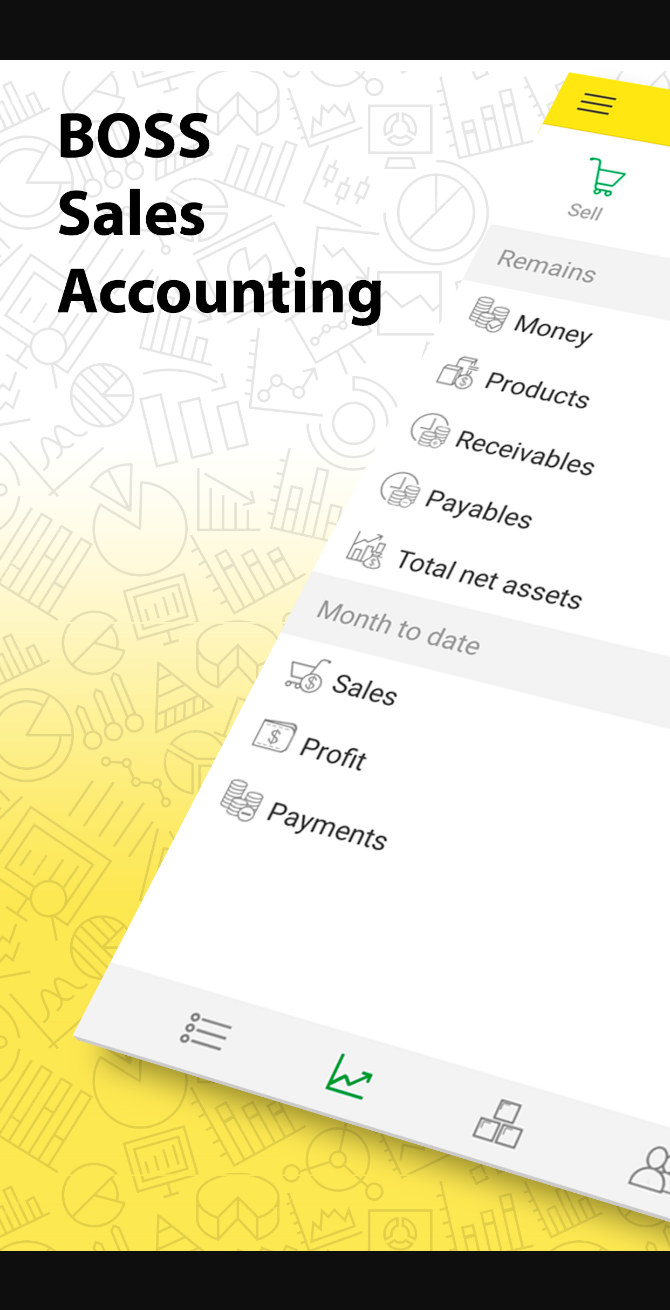 BOSS
Sales
Accounting
Sell
Remains
Money
Products
Receivables
Payables
Total net assets
Month to date
Sales
Profit
Payments